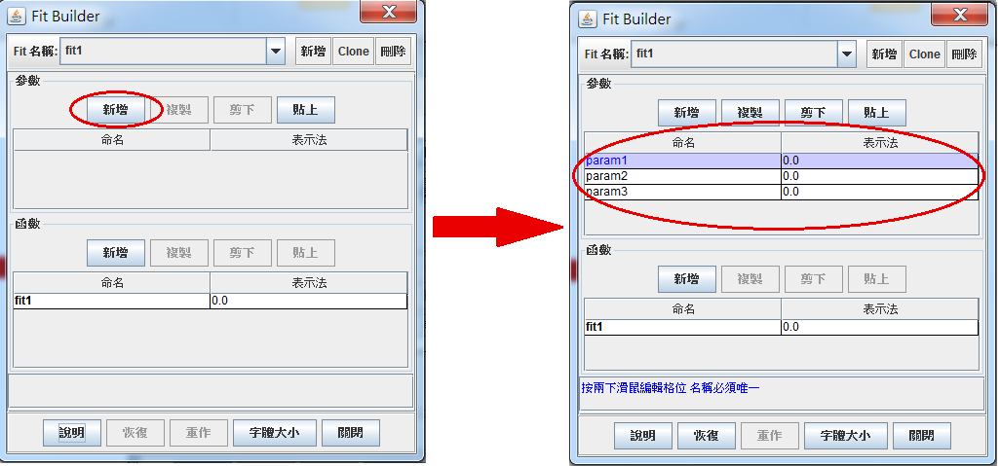 Fit Builder
Fit 名稱: fit1 新增 Clone 刪除
參數
新增 複製 剪下 貼上
命名 表示法
函數
新增 複製 剪下 貼上
命名 表示法
fit1 0.0
說明 恢復 重作 字體大小 關閉
Fit Builder
Fit 名稱: fit1 新增 Clone 刪除
參數
新增 複製 剪下 貼上
命名 表示法
param1 0.0
param2 0.0
param3 0.0
函數
新增 複製 剪下 貼上
命名 表示法
fit1 0.0
按兩下滑鼠編輯格位 名稱必須唯一
說明 恢復 重作 字體大小 關閉